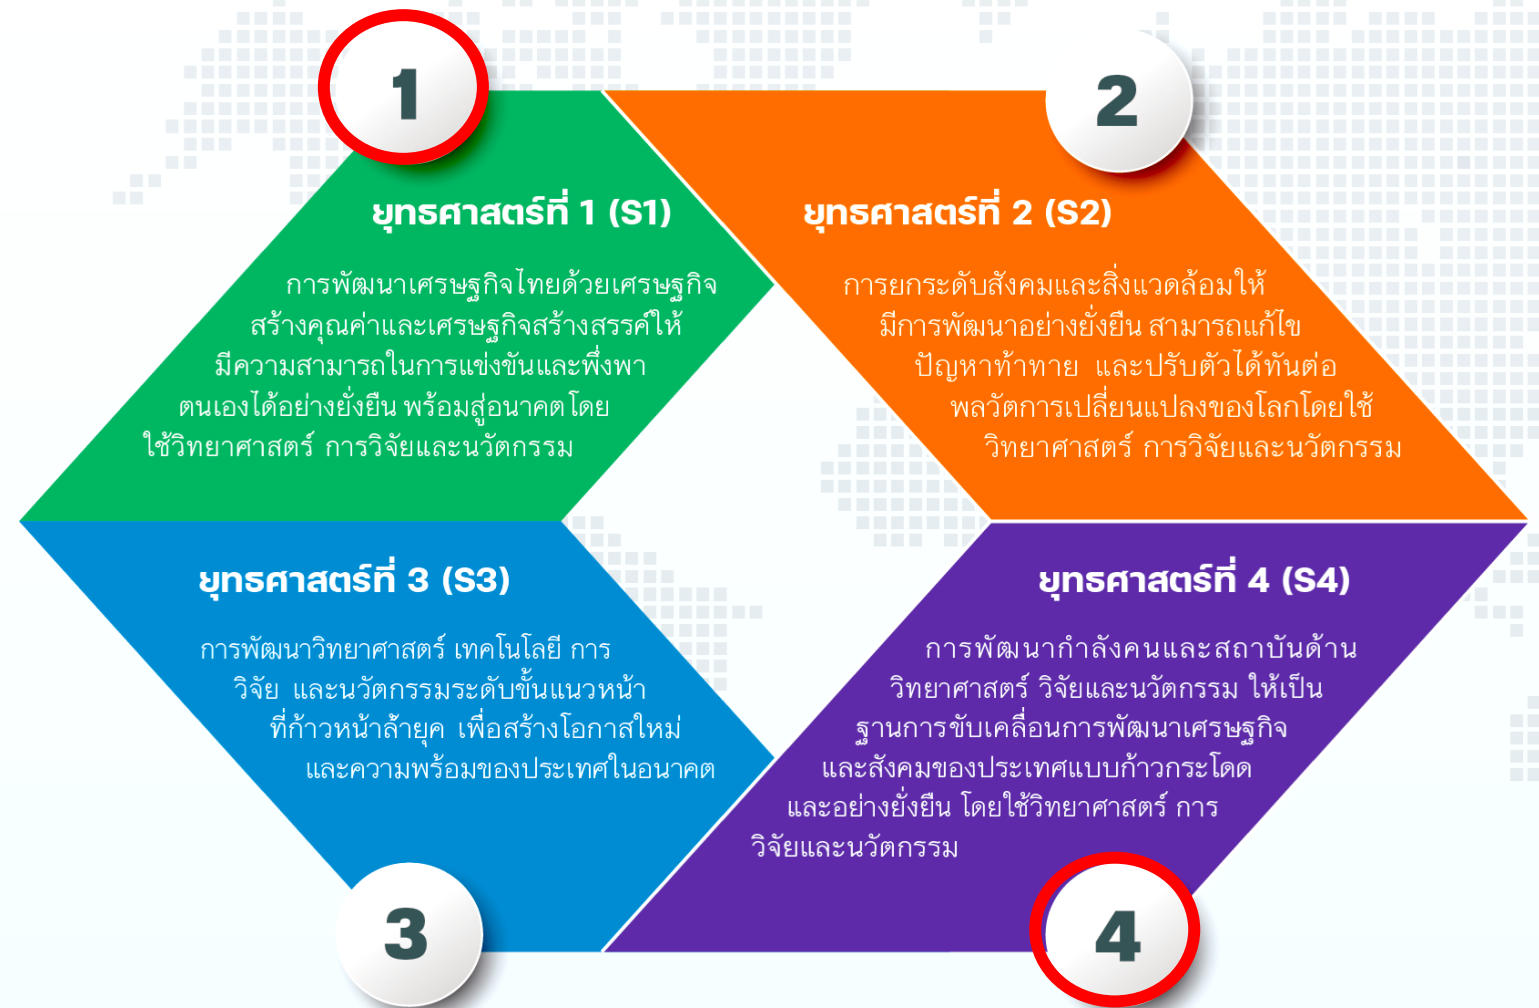 1
ยุทธศาสตร์ที่ 1 (S1)
การพัฒนาเศรษฐกิจไทยด้วยเศรษฐกิจ
สร้างคุณค่าและเศรษฐกิจสร้างสรรค์ให้
มีความสามารถในการแข่งขันและพึ่งพา
ตนเองได้อย่างยั่งยืน พร้อมสู่อนาคตโดย
ใช้วิทยาศาสตร์ การวิจัยและนวัตกรรม
2
ยุทธศาสตร์ที่ 2 (S2)
การยกระดับสังคมและสิ่งแวดล้อมให้
มีการพัฒนาอย่างยั่งยืน สามารถแก้ไข
ปัญหาท้าทาย และปรับตัวได้ทันต่อ
พลวัตการเปลี่ยนแปลงของโลกโดยใช้
วิทยาศาสตร์ การวิจัยและนวัตกรรม
ยุทธศาสตร์ที่ 3 (S3)
การพัฒนาวิทยาศาสตร์ เทคโนโลยี การ
วิจัย และนวัตกรรมระดับขั้นแนวหน้า
ที่ก้าวหน้าล้ำยุค เพื่อสร้างโอกาสใหม่
และความพร้อมของประเทศในอนาคต
3
ยุทธศาสตร์ที่ 4 (S4)
การพัฒนากำลังคนและสถาบันด้าน
วิทยาศาสตร์ วิจัยและนวัตกรรม ให้เป็น
ฐานการขับเคลื่อนการพัฒนาเศรษฐกิจ
และสังคมของประเทศแบบก้าวกระโดด
และอย่างยั่งยืน โดยใช้วิทยาศาสตร์ การ
วิจัยและนวัตกรรม
4